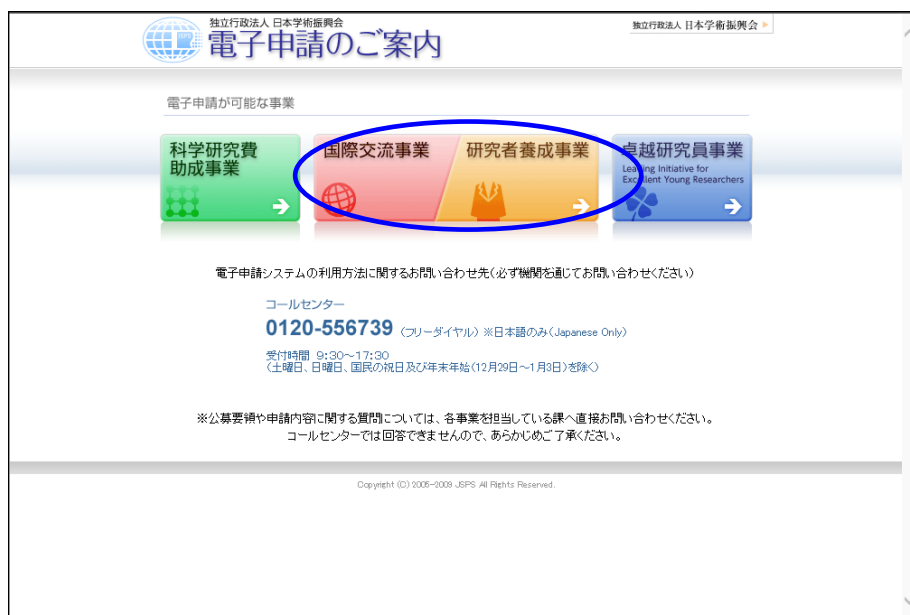 独立行政法人 日本学術振興会
電子申請のご案内
独立行政法人 日本学術振興会
電子申請が可能な事業
科学研究費
助成事業
国際交流事業
研究者養成事業
卓越研究員事業
Leading Initiative for
Excellent Young Researchers
電子申請システムの利用方法に関するお問い合わせ先(必ず機関を通じてお問い合わせください)
コールセンター
0120-556739 (フリーダイヤル) ※日本語のみ(Japanese Only)
受付時間 9:30～17:30
(土曜日、日曜日、国民の祝日及び年末年始(12月29日～1月3日)を除く)
※公募要領や申請内容に関する質問については、各事業を担当している課へ直接お問い合わせください。
コールセンターでは回答できませんので、あらかじめご了承ください。
Copyright (C) 2005-2009 JSPS All Rights Reserved.